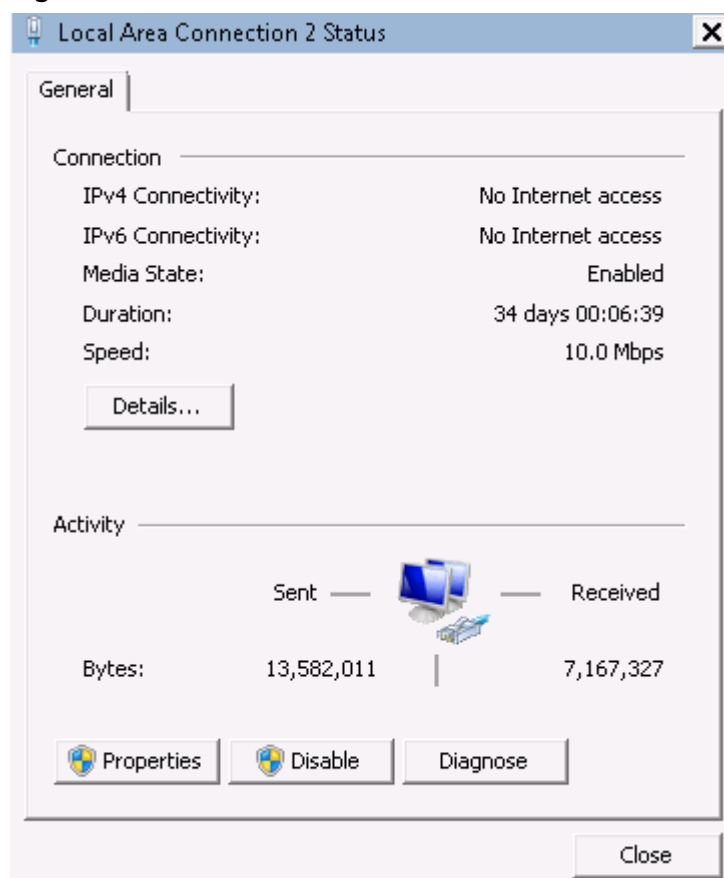 Local Area Connection 2 Status
General
Connection
IPv4 Connectivity: No Internet access
IPv6 Connectivity: No Internet access
Media State: Enabled
Duration: 34 days 00:06:39
Speed: 10.0 Mbps
Details...
Activity
Sent Received
Bytes: 13,582,011 7,167,327
Properties Disable Diagnose
Close